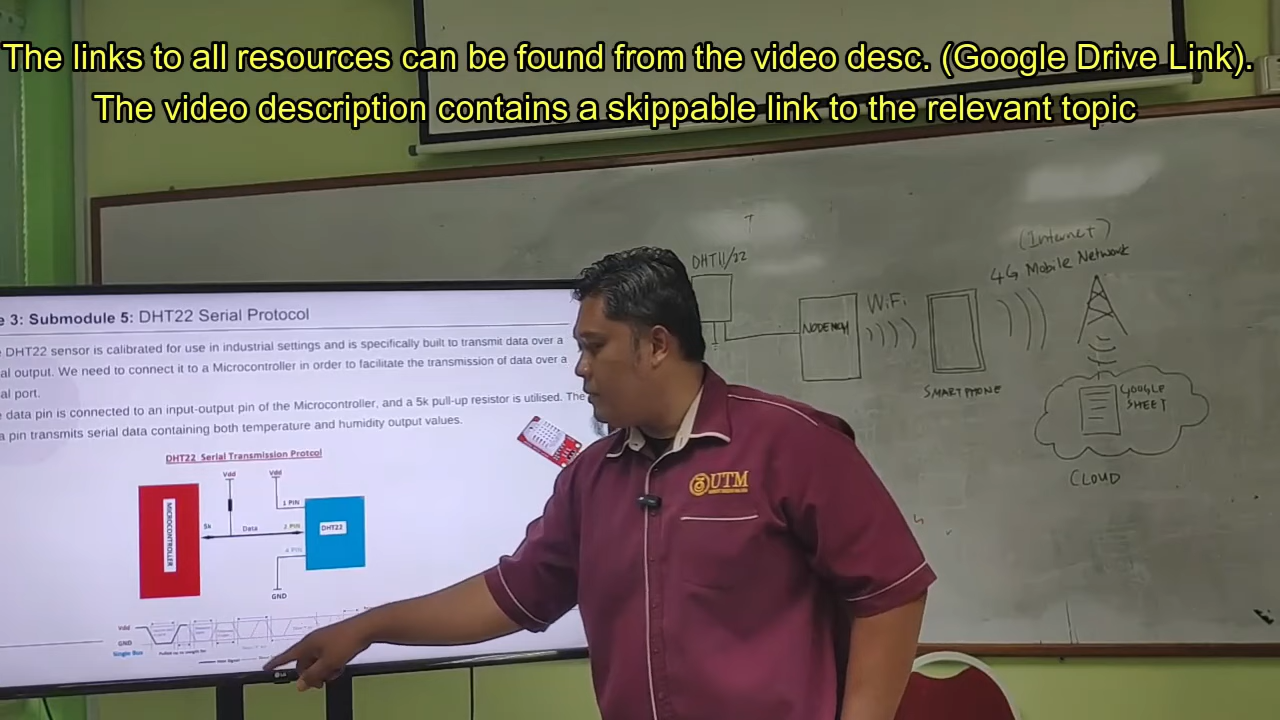 The links to all resources can be found from the video desc. (Google Drive Link).
The video description contains a skippable link to the relevant topic
e 3: Submodule 5: DHT22 Serial Protocol
DHT22 sensor is calibrated for use in industrial settings and is specifically built to transmit data over a
al output. We need to connect it to a Microcontroller in order to facilitate the transmission of data over a
al port.
data pin is connected to an input-output pin of the Microcontroller, and a 5k pull-up resistor is utilised. The
a pin transmits serial data containing both temperature and humidity output values.
DHT22 Serial Transmission Protcol
Vdd
Vdd
1 PIN
MICROCONTROLLER
5k
Data
2 PIN
DHT22
4 PIN
GND
Vdd
GND
Single Bus
LG
UTM
T
DHT11/22
NODEMCU
WiFi
SMARTPHONE
(Internet)
4G Mobile Network
GOOGLE
SHEET
CLOUD